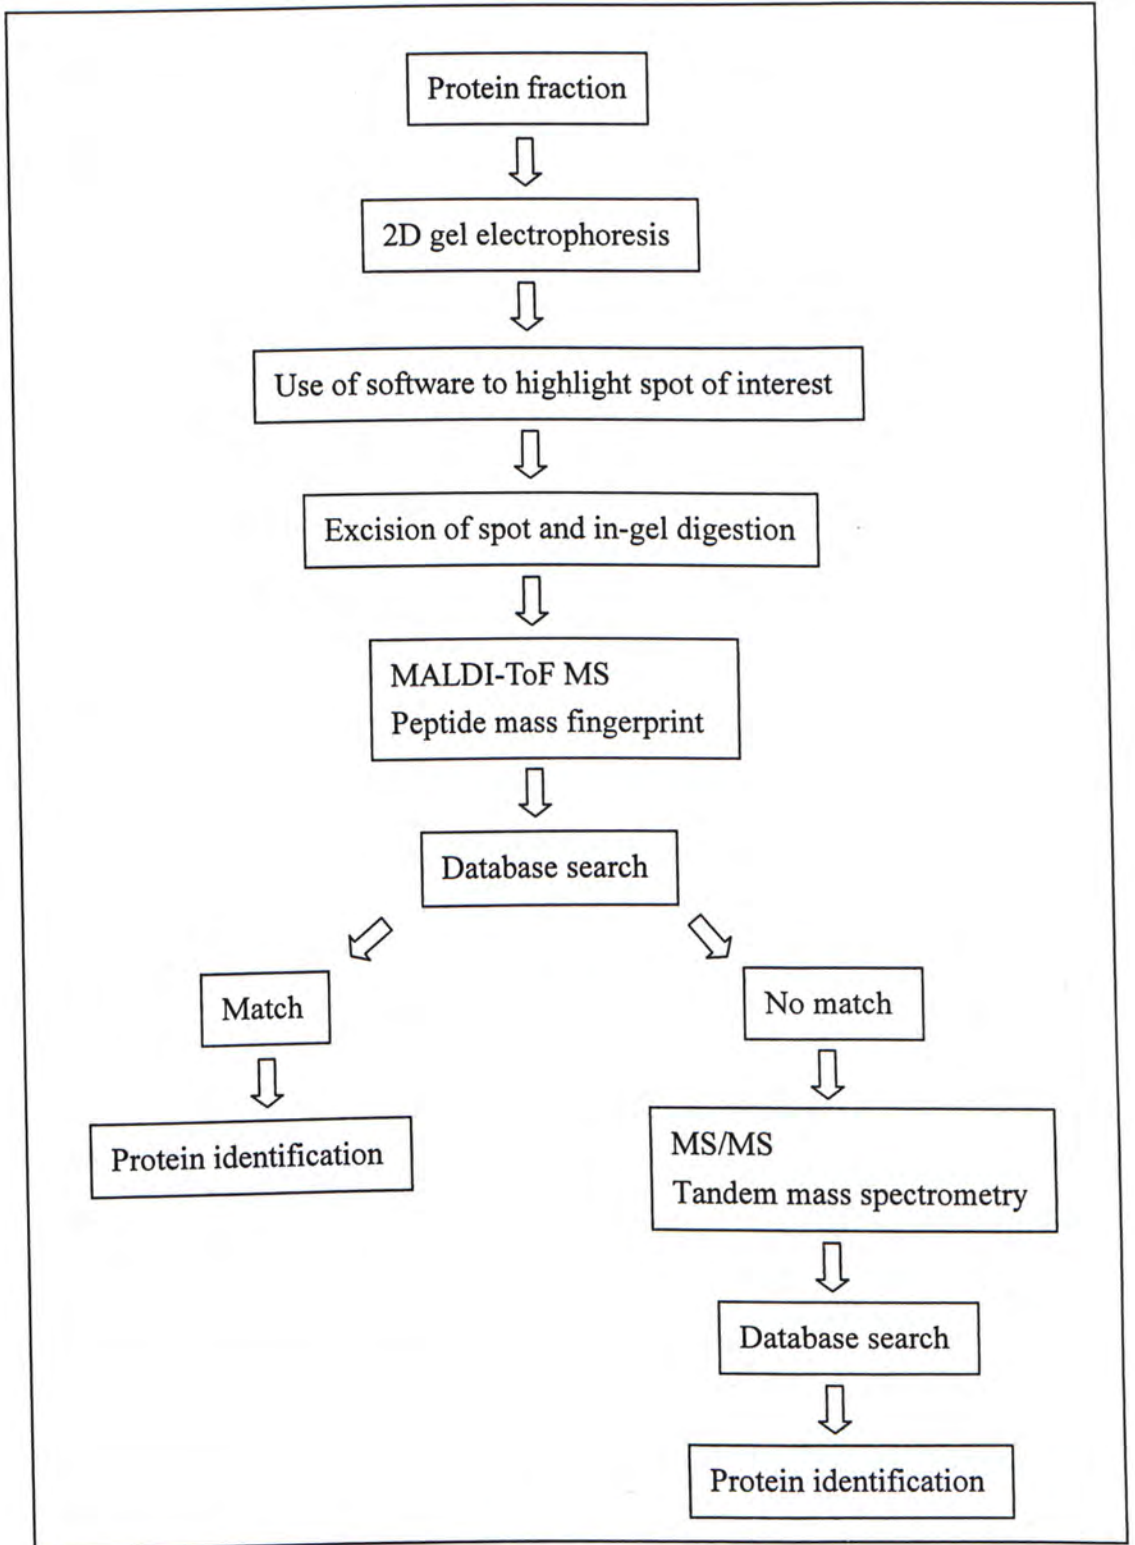 Protein fraction
2D gel electrophoresis
Use of software to highlight spot of interest
Excision of spot and in-gel digestion
MALDI-ToF MS
Peptide mass fingerprint
Database search
Match
No match
Protein identification
MS/MS
Tandem mass spectrometry
Database search
Protein identification